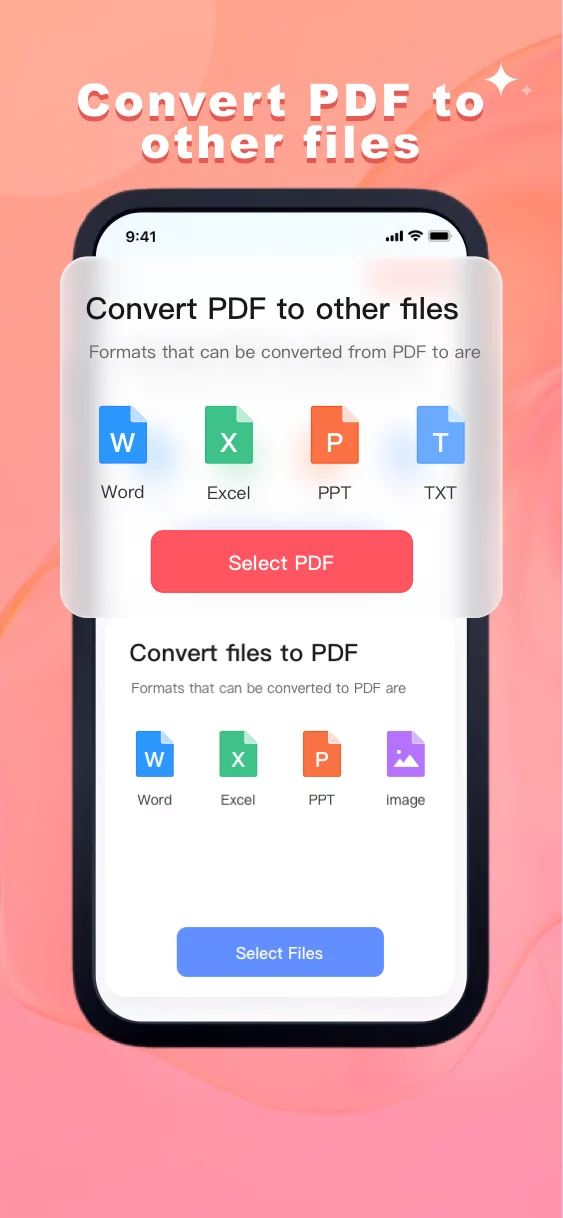 Convert PDF to
other files
9:41
Convert PDF to other files
Formats that can be converted from PDF to are
W X P T
Word Excel PPT TXT
Select PDF
Convert files to PDF
Formats that can be converted to PDF are
W X P
Word Excel PPT image
Select Files